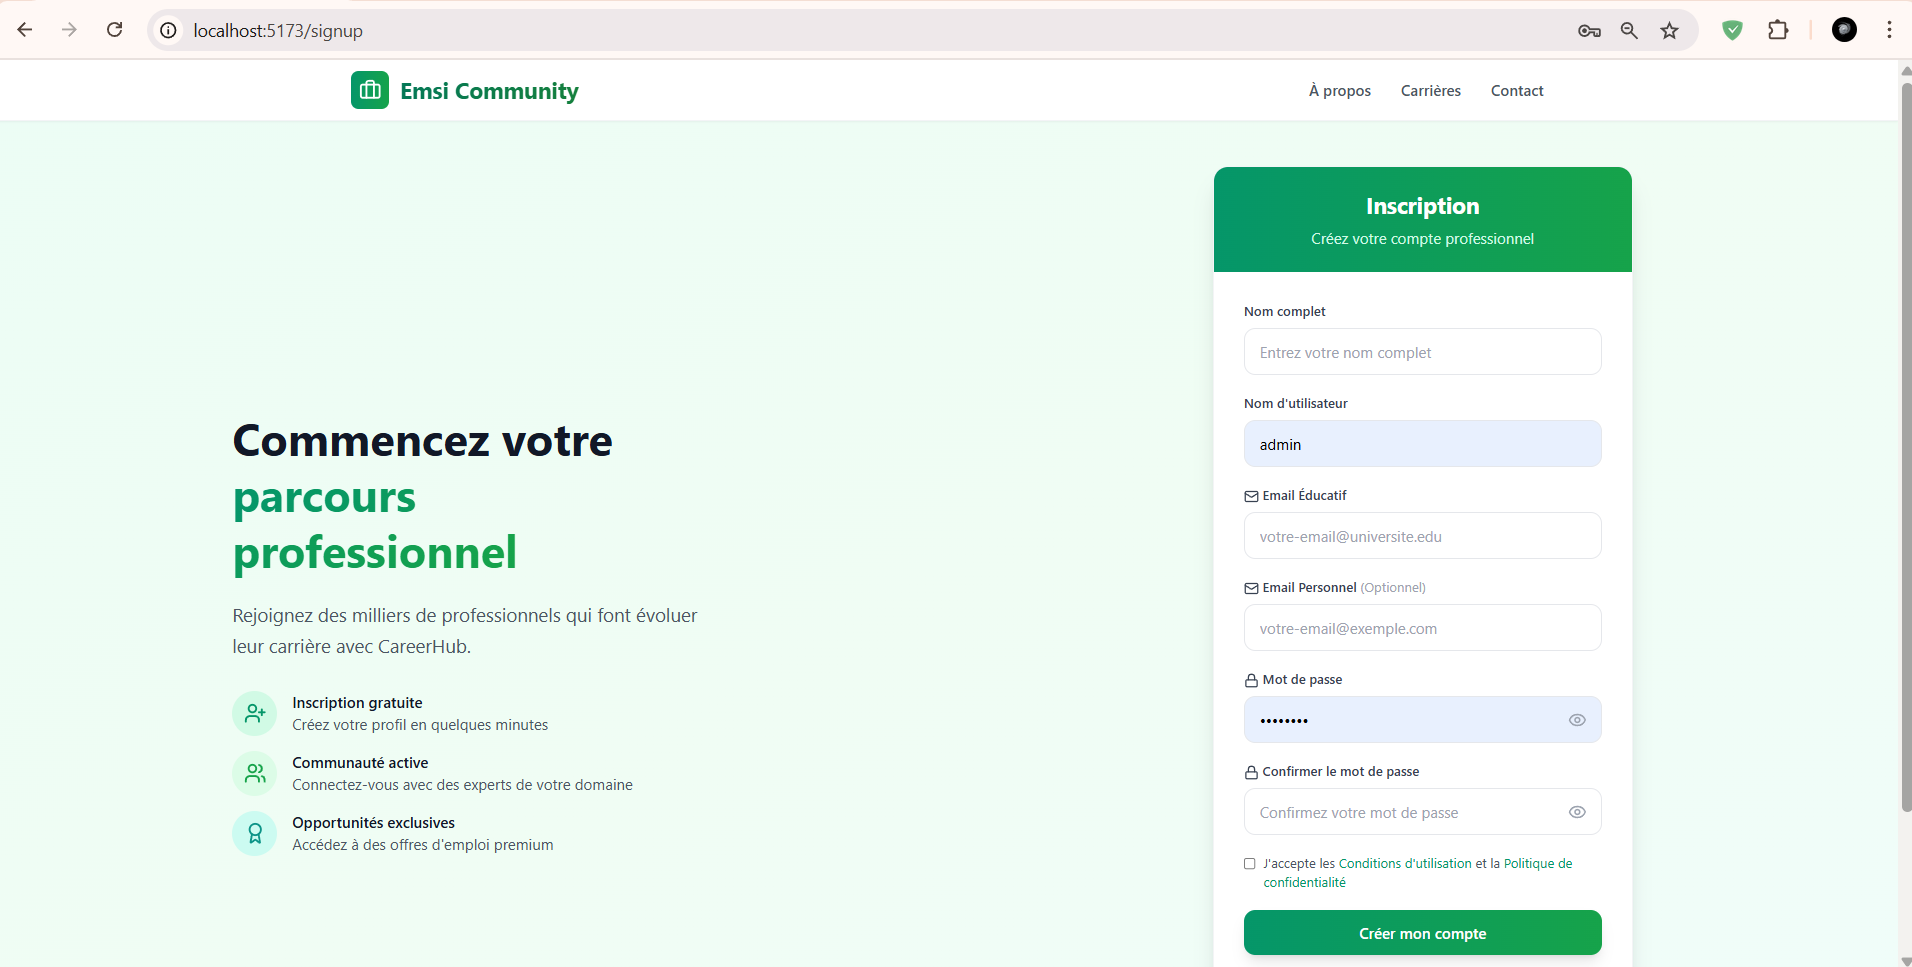 localhost:5173/signup
Emsi Community
À propos
Carrières
Contact
Commencez votre
parcours
professionnel
Rejoignez des milliers de professionnels qui font évoluer
leur carrière avec CareerHub.
Inscription gratuite
Créez votre profil en quelques minutes
Communauté active
Connectez-vous avec des experts de votre domaine
Opportunités exclusives
Accédez à des offres d'emploi premium
Inscription
Créez votre compte professionnel
Nom complet
Entrez votre nom complet
Nom d'utilisateur
admin
Email Éducatif
votre-email@universite.edu
Email Personnel (Optionnel)
votre-email@exemple.com
Mot de passe
••••••••
Confirmer le mot de passe
Confirmez votre mot de passe
J'accepte les Conditions d'utilisation et la Politique de
confidentialité
Créer mon compte